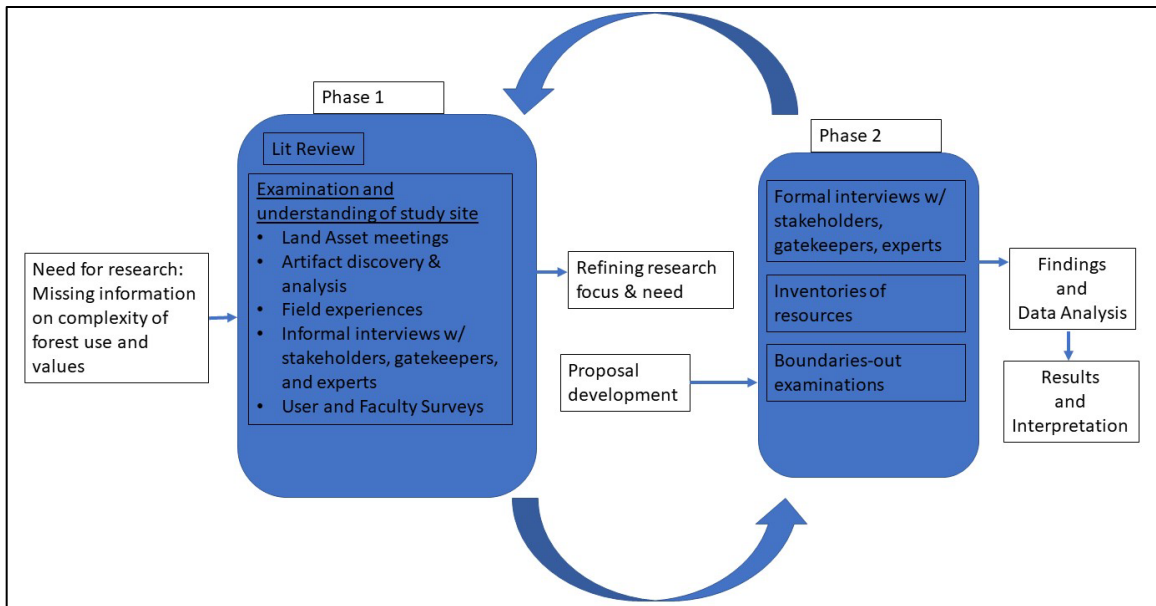 Phase 1
Lit Review
Examination and
understanding of study site
• Land Asset meetings
• Artifact discovery &
analysis
• Field experiences
• Informal interviews w/
stakeholders, gatekeepers,
and experts
• User and Faculty Surveys
Need for research:
Missing information
on complexity of
forest use and
values
Refining research
focus & need
Proposal
development
Phase 2
Formal interviews w/
stakeholders,
gatekeepers, experts
Inventories of
resources
Boundaries-out
examinations
Findings
and
Data Analysis
Results
and
Interpretation